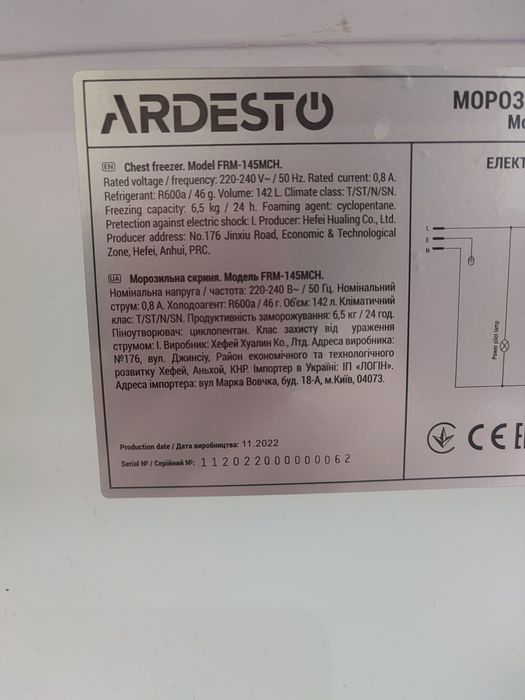 ARDESTO
EN Chest freezer. Model FRM-145MCH.
Rated voltage / frequency: 220-240 V~ / 50 Hz. Rated current: 0,8 A.
Refrigerant: R600a / 46 g. Volume: 142 L. Climate class: T/ST/N/SN.
Freezing capacity: 6,5 kg / 24 h. Foaming agent: cyclopentane.
Pretection against electric shock: I. Producer: Hefei Hualing Co., Ltd.
Producer address: No.176 Jinxiu Road, Economic & Technological
Zone, Hefei, Anhui, PRC.
UA Морозильна скриня. Модель FRM-145MCH.
Номінальна напруга / частота: 220-240 В~ / 50 Гц. Номінальний
струм: 0,8 А. Холодоагент: R600a / 46 г. Об'єм: 142 л. Кліматичний
клас: T/ST/N/SN. Продуктивність заморожування: 6,5 кг / 24 год.
Піноутворювач: циклопентан. Клас захисту від ураження
струмом: I. Виробник: Хефей Хуалин Ко., Лтд. Адреса виробника:
№176, вул. Джинсіу, Район економічного та технологічного
розвитку Хефей, Аньхой, КНР. Імпортер в Україні: ІП «ЛОГІН».
Адреса імпортера: вул Марка Вовчка, буд. 18-А, м.Київ, 04073.
Production date / Дата виробництва: 11.2022
Serial № / Серійний №: 112022000000062
МОРОЗ
Mo
ЕЛЕКТ
L
E
N
Power pilot lamp
CE E